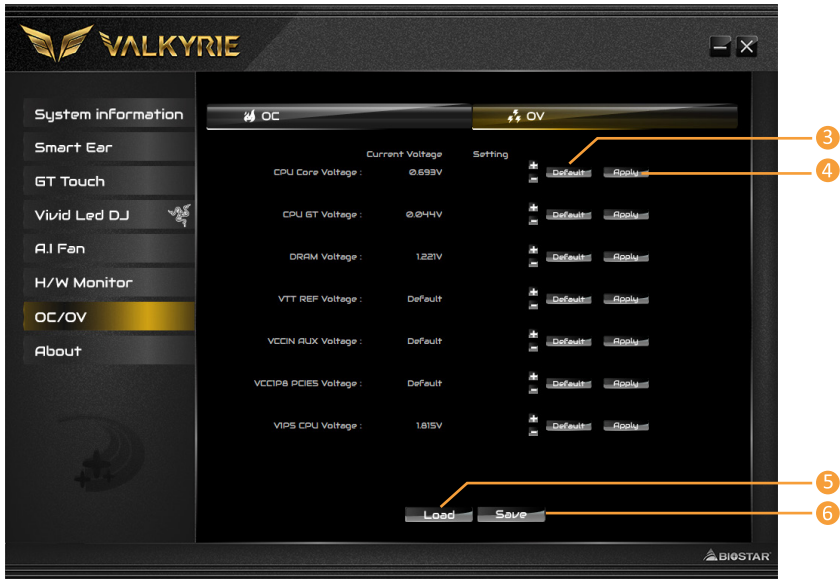 VALKYRIE
System information
Smart Ear
GT Touch
Vivid Led DJ
A.I Fan
H/W Monitor
OC/OV
About
OC
OV
Current Voltage Setting
CPU Core Voltage : 0.693V + - Default Apply
CPU GT Voltage : 0.044V + - Default Apply
DRAM Voltage : 1.221V + - Default Apply
VTT REF Voltage : Default + - Default Apply
VCCIN AUX Voltage : Default + - Default Apply
VCC1P8 PCIE5 Voltage : Default + - Default Apply
V1P5 CPU Voltage : 1.815V + - Default Apply
Load Save
3
4
5
6
BIOSTAR